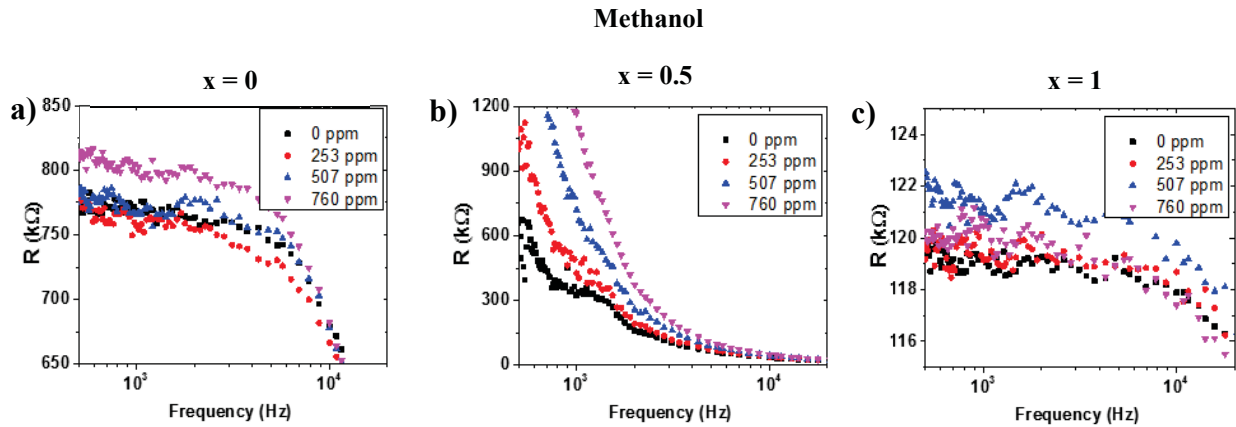 Methanol
x = 0
x = 0.5
x = 1
a)
850
800
750
700
650
R (kΩ)
0 ppm
253 ppm
507 ppm
760 ppm
10³
10⁴
Frequency (Hz)
b)
1200
900
600
300
0
R (kΩ)
0 ppm
253 ppm
507 ppm
760 ppm
10³
10⁴
Frequency (Hz)
c)
124
122
120
118
116
R (kΩ)
0 ppm
253 ppm
507 ppm
760 ppm
10³
10⁴
Frequency (Hz)